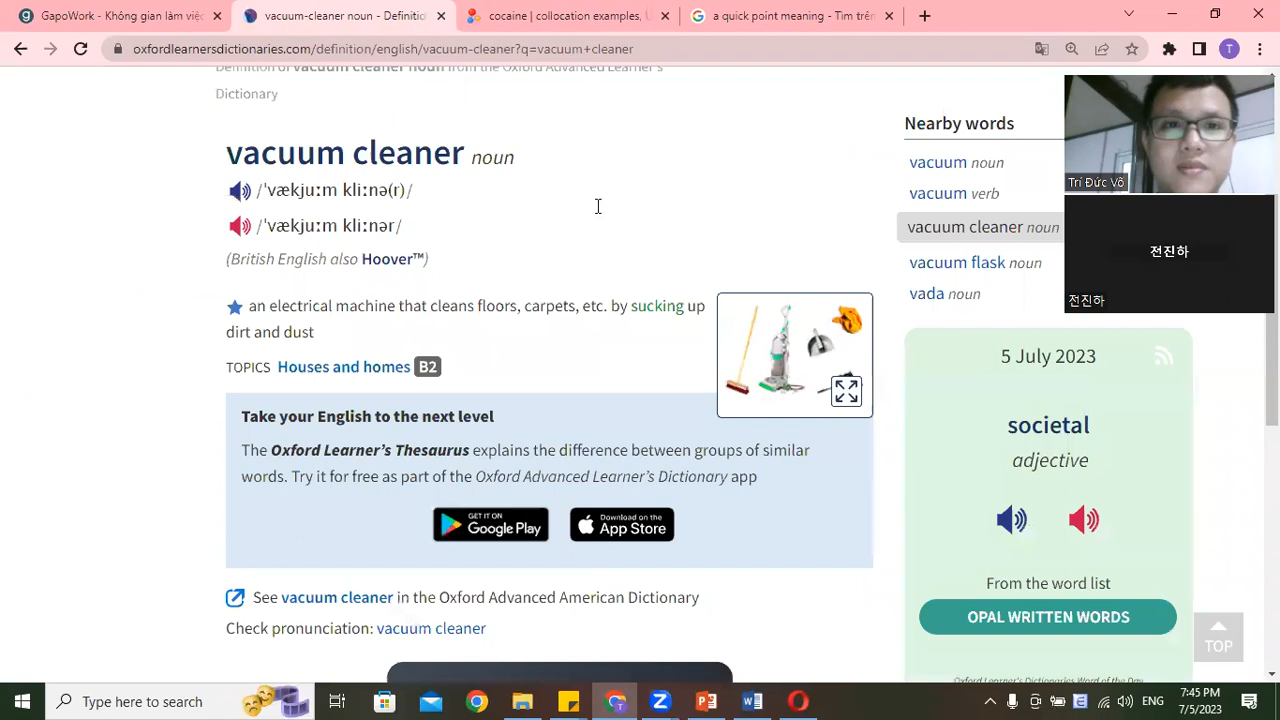 GapoWork - Không gian làm việc
vacuum-cleaner noun - Definitio
cocaine | collocation examples,
a quick point meaning - Tìm trên
oxfordlearnersdictionaries.com/definition/english/vacuum-cleaner?q=vacuum+cleaner
T
Definition of vacuum cleaner noun from the Oxford Advanced Learner's
Dictionary
vacuum cleaner noun
/ˈvækjuːm kliːnə(r)/
/ˈvækjuːm kliːnər/
(British English also Hoover™)
an electrical machine that cleans floors, carpets, etc. by sucking up
dirt and dust
TOPICS Houses and homes B2
Take your English to the next level
The Oxford Learner's Thesaurus explains the difference between groups of similar
words. Try it for free as part of the Oxford Advanced Learner's Dictionary app
GET IT ON
Google Play
Download on the
App Store
See vacuum cleaner in the Oxford Advanced American Dictionary
Check pronunciation: vacuum cleaner
Nearby words
vacuum noun
vacuum verb
vacuum cleaner noun
vacuum flask noun
vada noun
Trí Đức Võ
전진하
전진하
5 July 2023
societal
adjective
From the word list
OPAL WRITTEN WORDS
Oxford Learner's Dictionaries Word of the Day
TOP
Type here to search
ENG
7:45 PM
7/5/2023